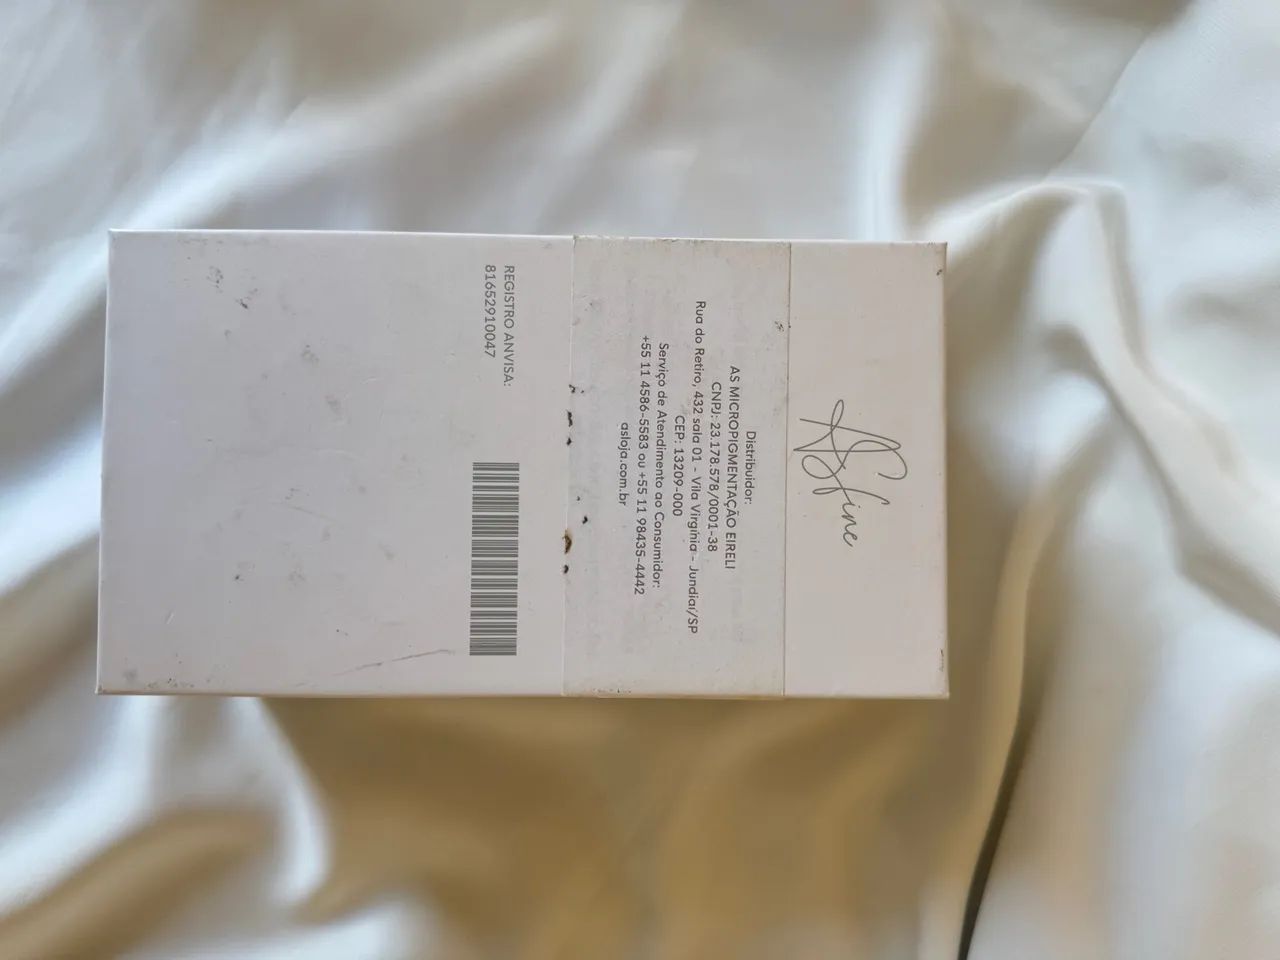 ASfine
Distribuidor:
AS MICROPIGMENTAÇÃO EIRELI
CNPJ: 23.178.578/0001-38
Rua do Retiro, 432 sala 01 - Vila Virgínia - Jundiaí/SP
CEP: 13209-000
Serviço de Atendimento ao Consumidor:
+55 11 4586-5583 ou +55 11 98435-4442
asloja.com.br
REGISTRO ANVISA:
81652910047